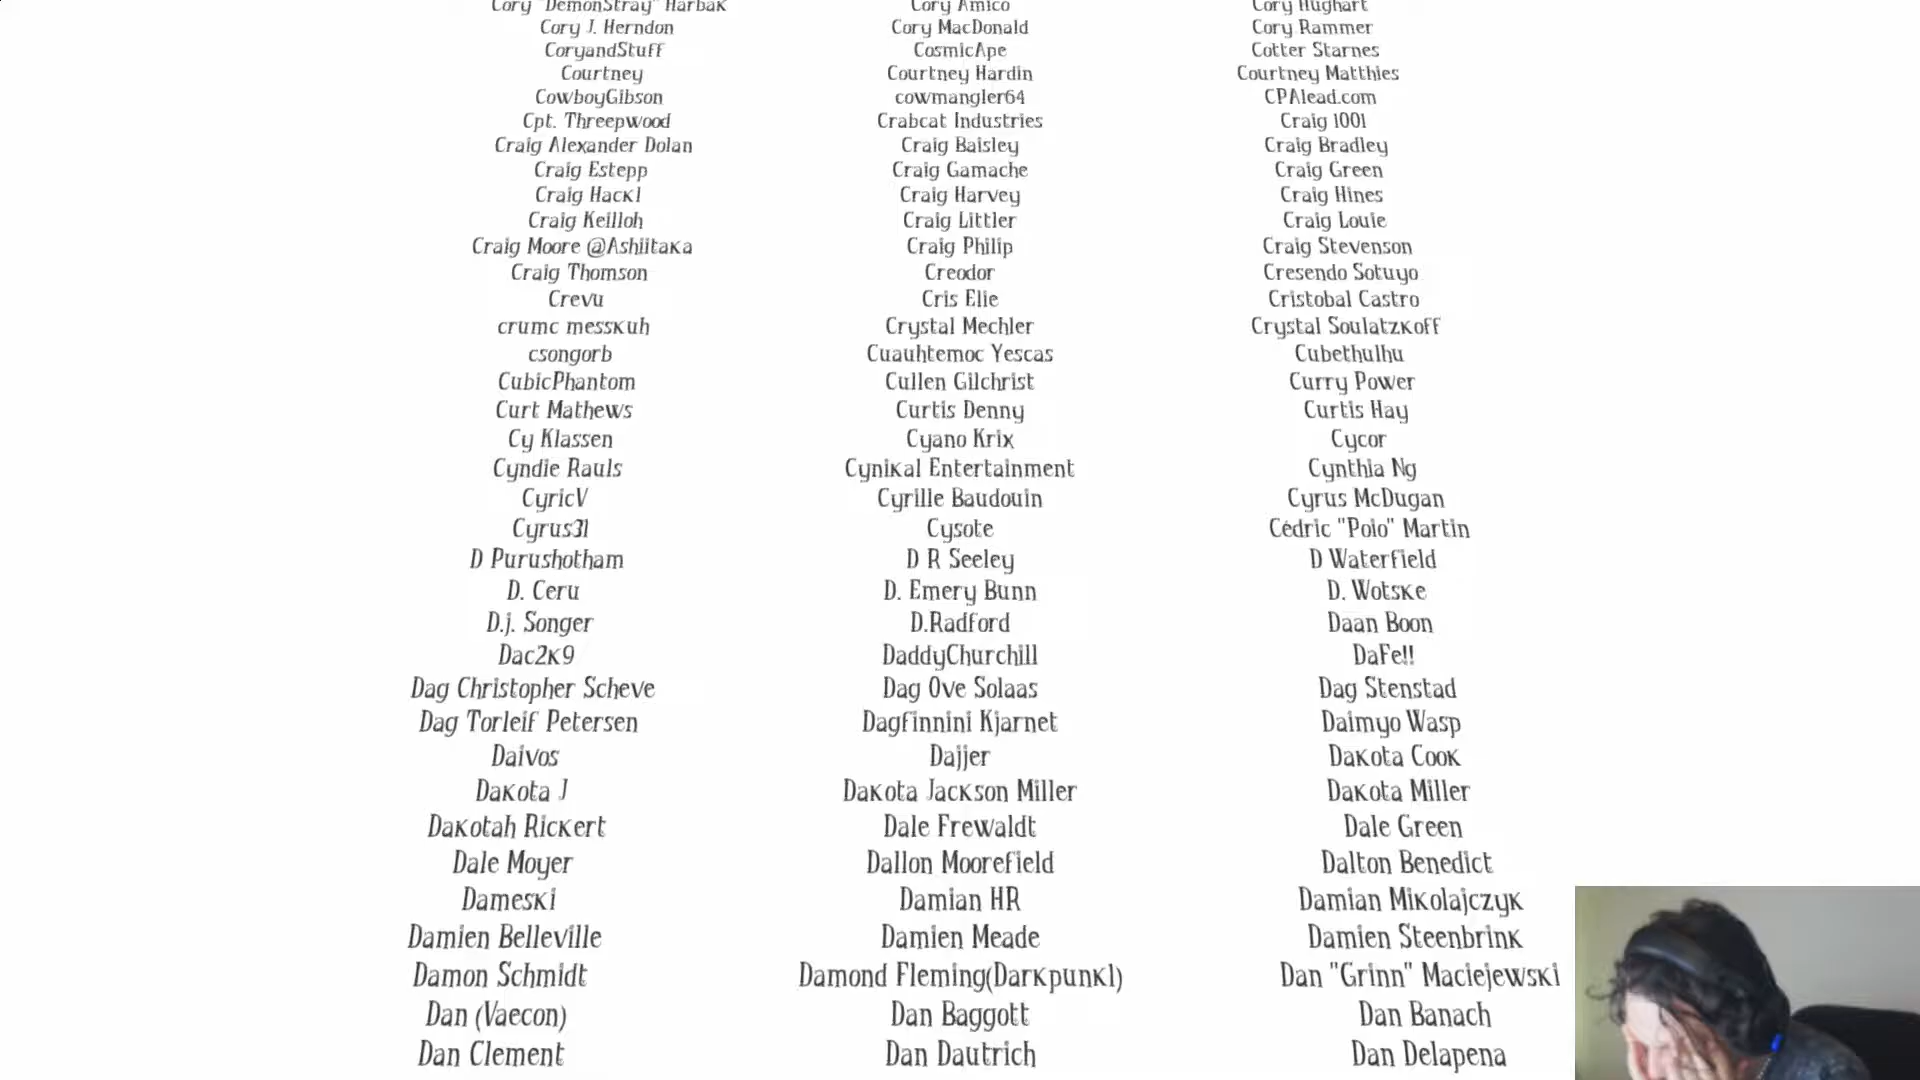 Cory "DemonStray" Harbak Cory Amico Cory Hughart
Cory J. Herndon Cory MacDonald Cory Rammer
CoryandStuff CosmicApe Cotter Starnes
Courtney Courtney Hardin Courtney Matthies
CowboyGibson cowmangler64 CPAlead.com
Cpt. Threepwood Crabcat Industries Craig 1001
Craig Alexander Dolan Craig Baisley Craig Bradley
Craig Estepp Craig Gamache Craig Green
Craig Hackl Craig Harvey Craig Hines
Craig Keilloh Craig Littler Craig Louie
Craig Moore @Ashiitaka Craig Philip Craig Stevenson
Craig Thomson Creodor Cresendo Sotuyo
Crevu Cris Elie Cristobal Castro
crumc messkuh Crystal Mechler Crystal Soulatzkoff
csongorb Cuauhtemoc Yescas Cubethulhu
CubicPhantom Cullen Gilchrist Curry Power
Curt Mathews Curtis Denny Curtis Hay
Cy Klassen Cyano Krix Cycor
Cyndie Rauls Cynikal Entertainment Cynthia Ng
CyricV Cyrille Baudouin Cyrus McDugan
Cyrus31 Cysote Cédric "Polo" Martin
D Purushotham D R Seeley D Waterfield
D. Ceru D. Emery Bunn D. Wotske
D.j. Songer D.Radford Daan Boon
Dac2k9 DaddyChurchill DaFe!!
Dag Christopher Scheve Dag Ove Solaas Dag Stenstad
Dag Torleif Petersen Dagfinnini Kjarnet Daimyo Wasp
Daivos Dajjer Dakota Cook
Dakota J Dakota Jackson Miller Dakota Miller
Dakotah Rickert Dale Frewaldt Dale Green
Dale Moyer Dallon Moorefield Dalton Benedict
Dameski Damian HR Damian Mikolajczyk
Damien Belleville Damien Meade Damien Steenbrink
Damon Schmidt Damond Fleming(Darkpunk1) Dan "Grinn" Maciejewski
Dan (Vaecon) Dan Baggott Dan Banach
Dan Clement Dan Dautrich Dan Delapena